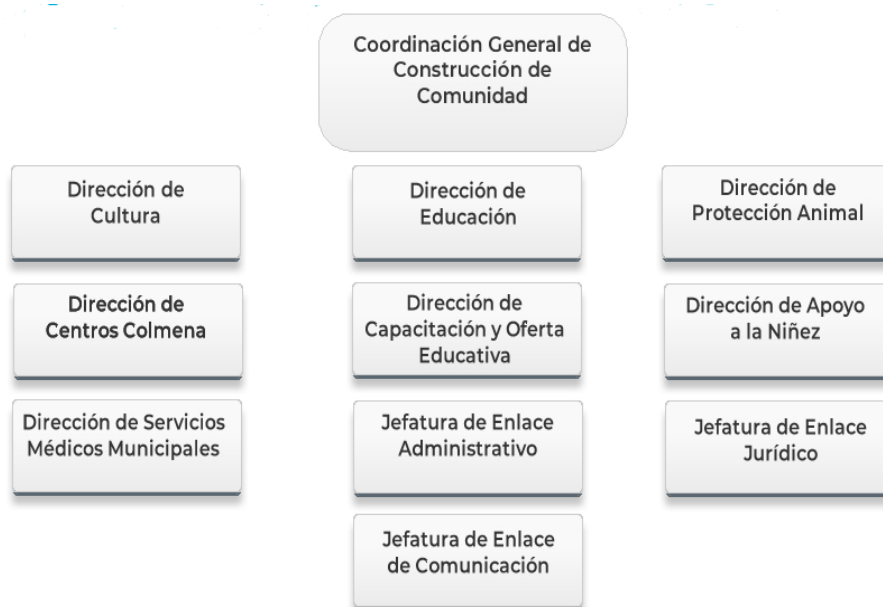 Coordinación General de
Construcción de
Comunidad
Dirección de
Cultura
Dirección de
Educación
Dirección de
Protección Animal
Dirección de
Centros Colmena
Dirección de
Capacitación y Oferta
Educativa
Dirección de Apoyo
a la Niñez
Dirección de Servicios
Médicos Municipales
Jefatura de Enlace
Administrativo
Jefatura de Enlace
Jurídico
Jefatura de Enlace
de Comunicación